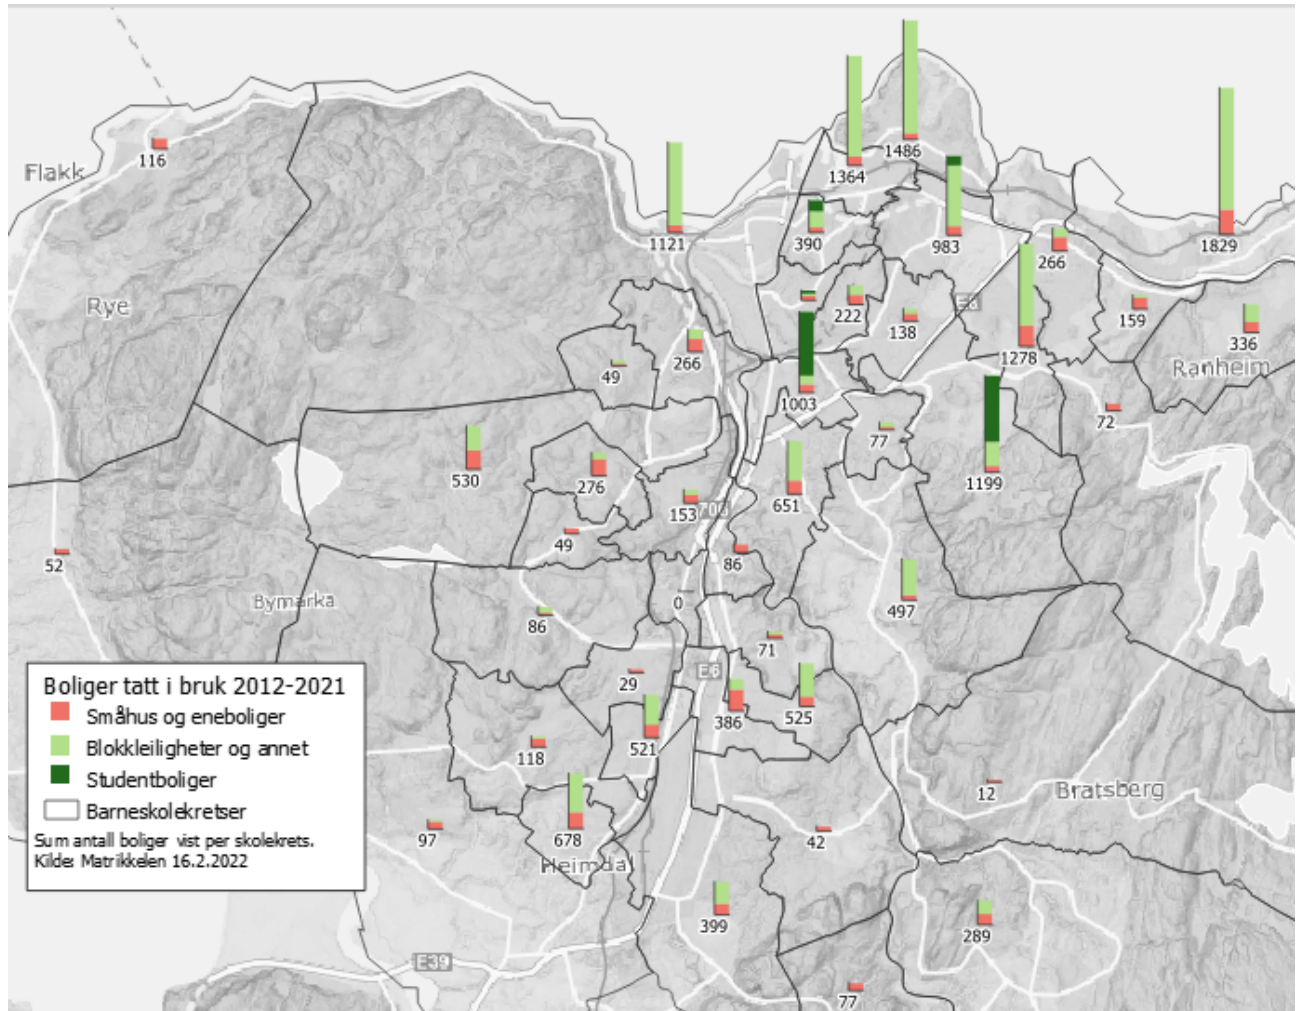 1486
1364
116
Flakk
1121
390
983
266
1829
Rye
E6
222
138
159
336
266
1278
Ranheim
49
1003
72
77
530
276
1199
651
153
706
49
86
52
0
Bymarka
86
497
71
E6
29
386
525
521
118
12
Bratsberg
678
42
97
Heimdal
399
289
E39
77
Boliger tatt i bruk 2012-2021
Småhus og eneboliger
Blokkleiligheter og annet
Studentboliger
Barneskolekretser
Sum antall boliger vist per skolekrets.
Kilde: Matrikkelen 16.2.2022